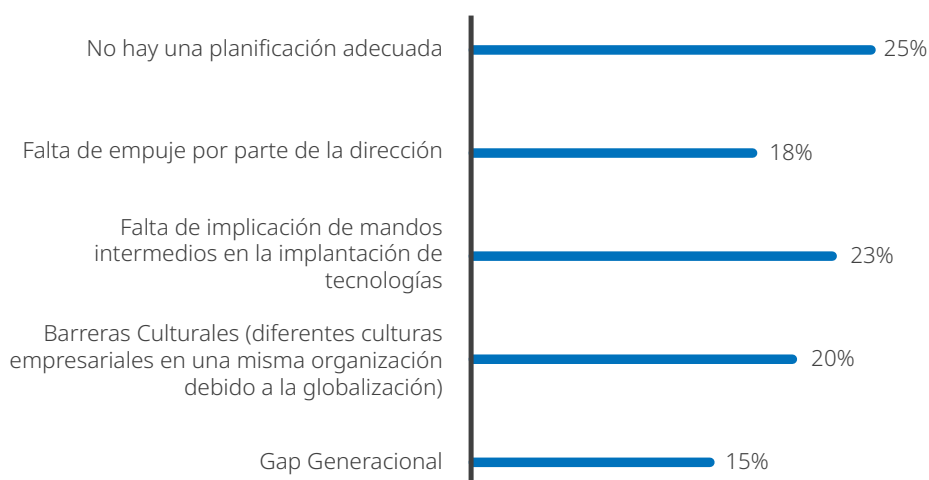 No hay una planificación adecuada
25%
Falta de empuje por parte de la dirección
18%
Falta de implicación de mandos
intermedios en la implantación de
tecnologías
23%
Barreras Culturales (diferentes culturas
empresariales en una misma organización
debido a la globalización)
20%
Gap Generacional
15%